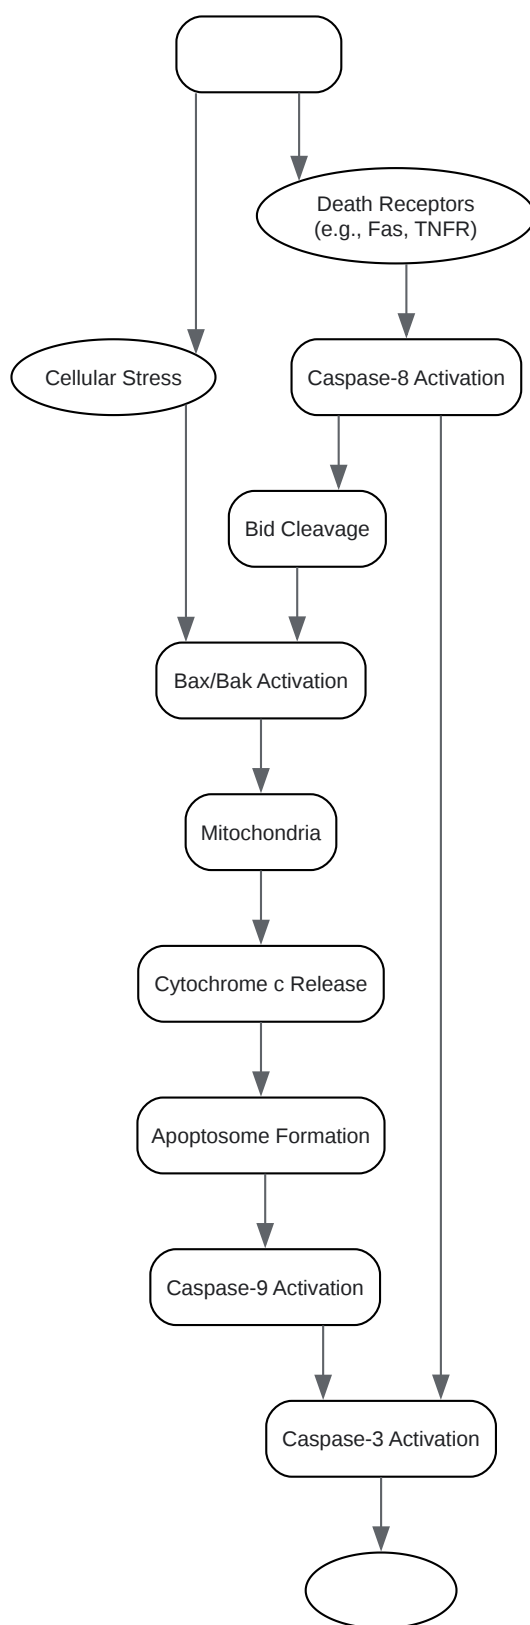 Death Receptors
(e.g., Fas, TNFR)
Cellular Stress
Caspase-8 Activation
Bid Cleavage
Bax/Bak Activation
Mitochondria
Cytochrome c Release
Apoptosome Formation
Caspase-9 Activation
Caspase-3 Activation